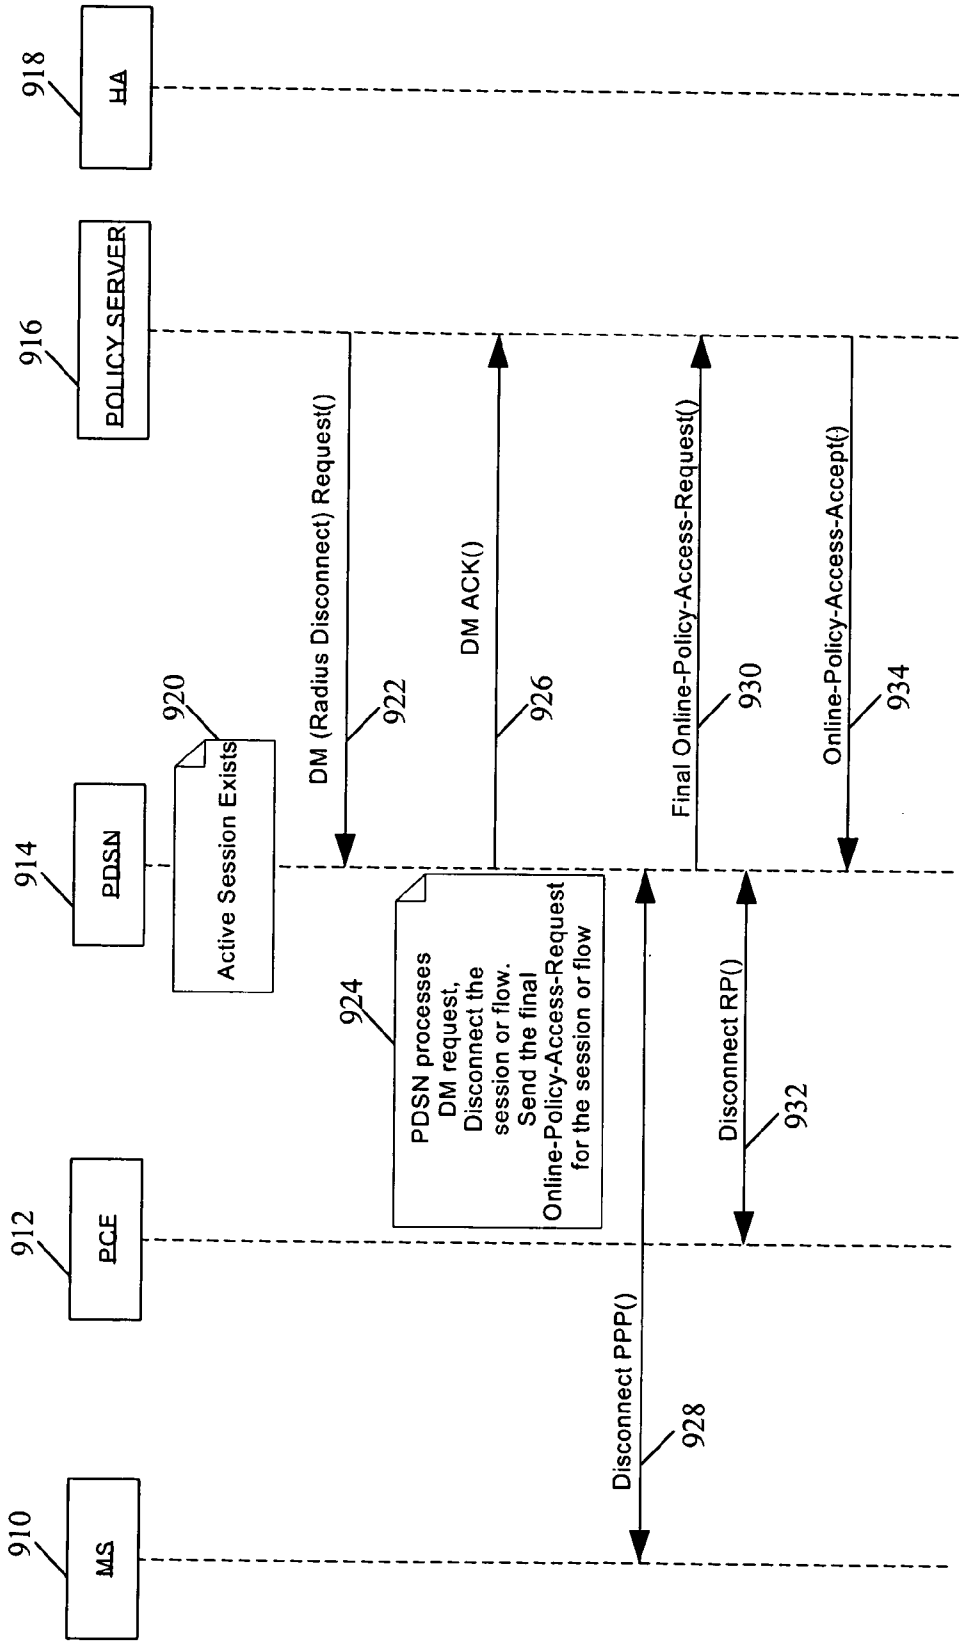 910
912
914
916
918
MS
PCF
PDSN
POLICY SERVER
HA
Active Session Exists
920
DM (Radius Disconnect) Request()
922
924
PDSN processes
DM request,
Disconnect the
session or flow.
Send the final
Online-Policy-Access-Request
for the session or flow
DM ACK()
926
Disconnect PPP()
928
Final Online-Policy-Access-Request()
930
Disconnect RP()
932
Online-Policy-Access-Accept()
934